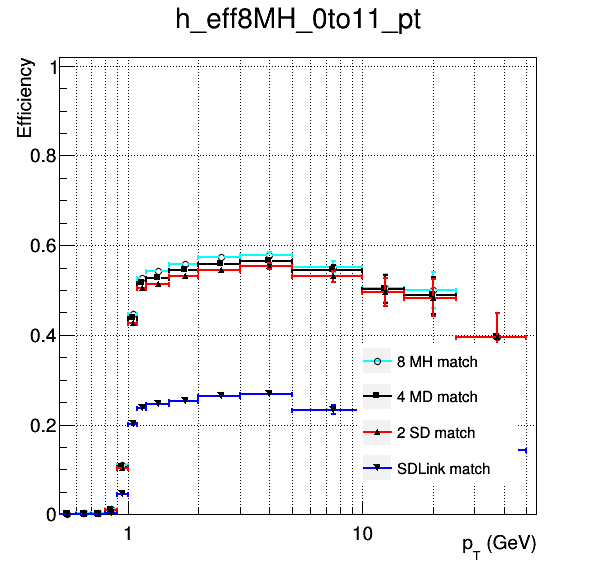 h_eff8MH_0to11_pt
Efficiency
1
0.8
0.6
0.4
0.2
0
8 MH match
4 MD match
2 SD match
SDLink match
1
10
p_T (GeV)